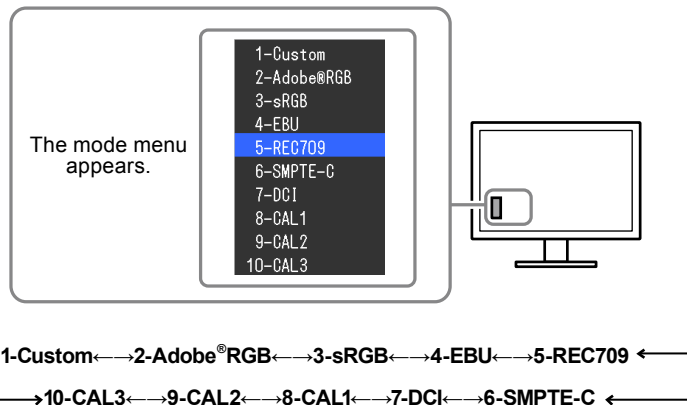 The mode menu
appears.
1-Custom
2-Adobe®RGB
3-sRGB
4-EBU
5-REC709
6-SMPTE-C
7-DCI
8-CAL1
9-CAL2
10-CAL3
1-Custom←→2-Adobe®RGB←→3-sRGB←→4-EBU←→5-REC709
10-CAL3←→9-CAL2←→8-CAL1←→7-DCI←→6-SMPTE-C